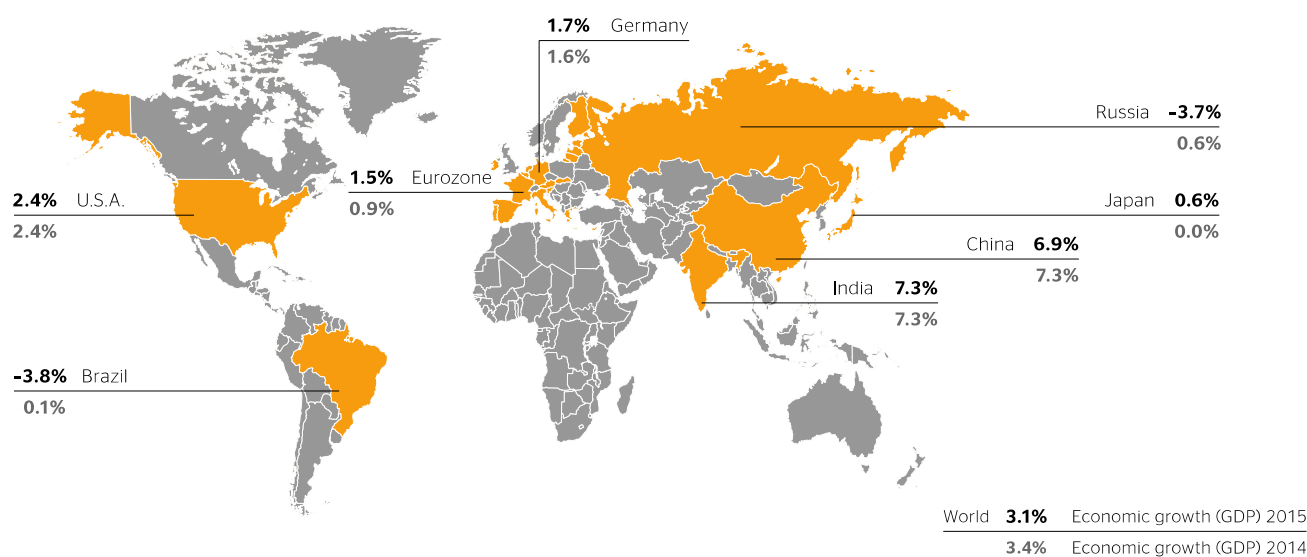 1.7% Germany
1.6%
Russia –3.7%
0.6%
1.5% Eurozone
0.9%
2.4% U.S.A.
2.4%
Japan 0.6%
0.0%
China 6.9%
7.3%
India 7.3%
7.3%
–3.8% Brazil
0.1%
World 3.1% Economic growth (GDP) 2015
3.4% Economic growth (GDP) 2014